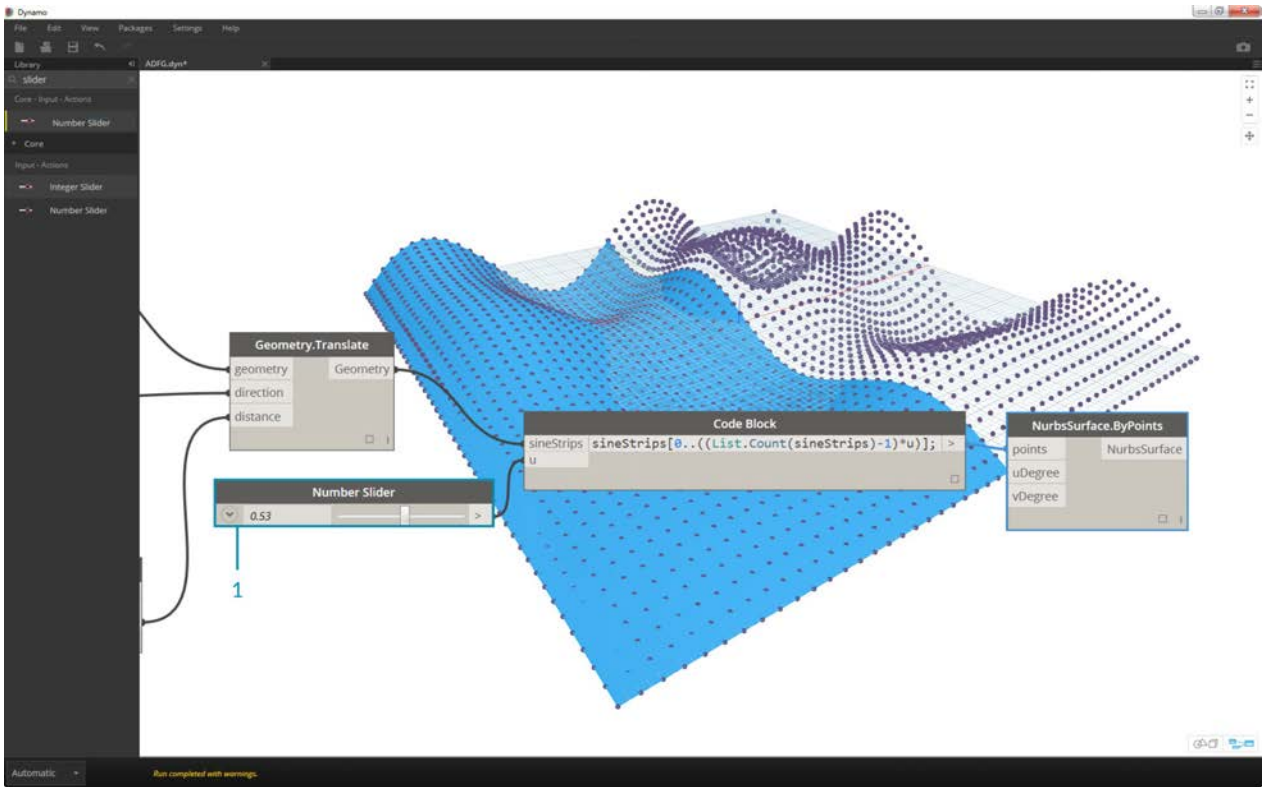 Dynamo
File Edit View Packages Settings Help
Library
ADFG.dyn*
slider
Core - Input - Actions
Number Slider
Core
Input - Actions
Integer Slider
Number Slider
Geometry.Translate
geometry Geometry
direction
distance
Code Block
sineStrips sineStrips[0..((List.Count(sineStrips)-1)*u)]; >
u
NurbsSurface.ByPoints
points NurbsSurface
uDegree
vDegree
Number Slider
0.53 >
1
Automatic
Run completed with warnings.